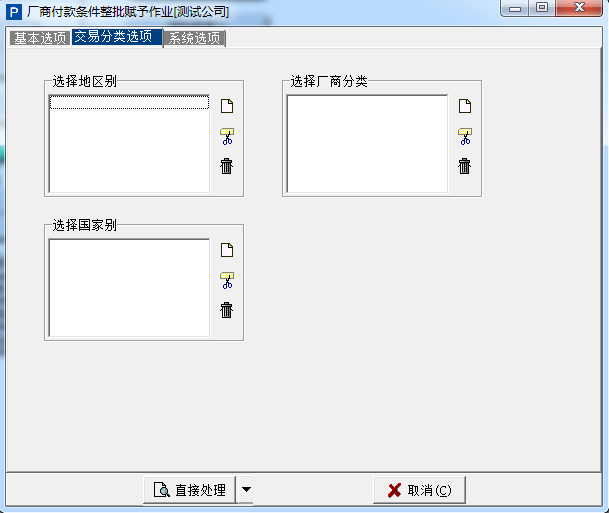 P 厂商付款条件整批赋予作业[测试公司]
基本选项 交易分类选项 系统选项
选择地区别 选择厂商分类
选择国家别
直接处理 取消(C)